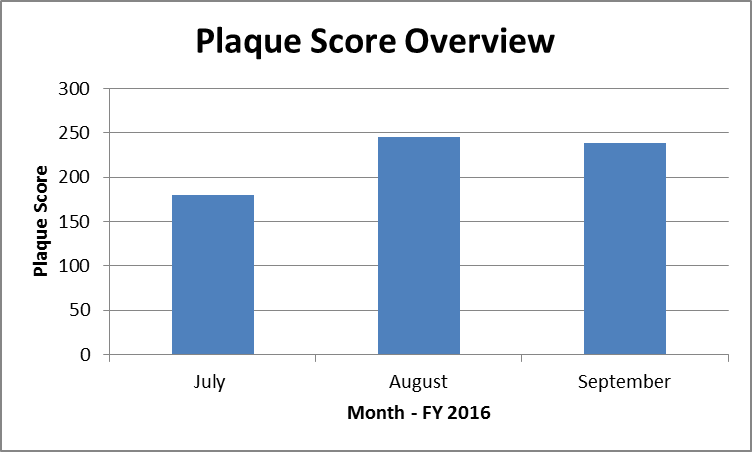 Plaque Score Overview
Plaque Score
300
250
200
150
100
50
0
July August September
Month - FY 2016